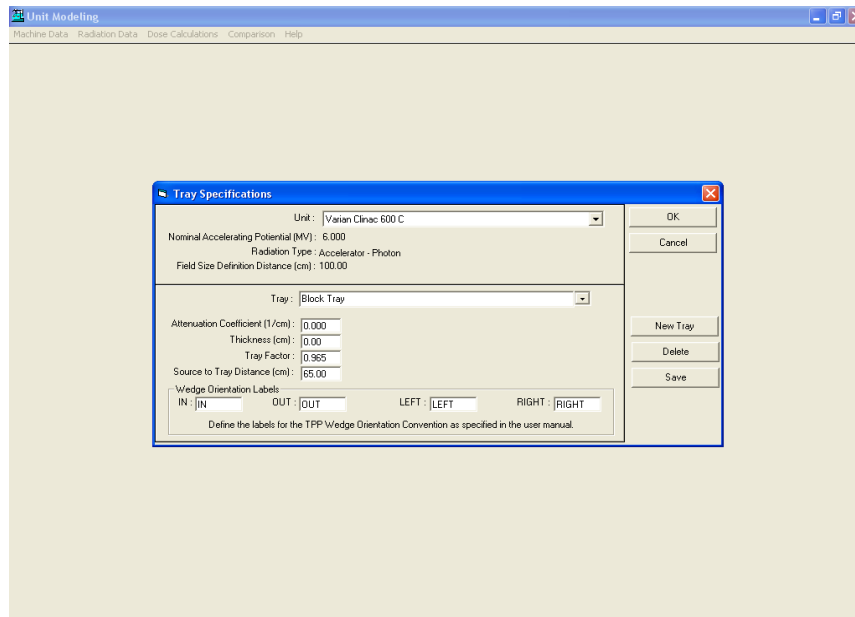 Unit Modeling
Machine Data Radiation Data Dose Calculations Comparison Help
Tray Specifications
Unit : Varian Clinac 600 C
Nominal Accelerating Potiential (MV) : 6.000
Radiation Type : Accelerator - Photon
Field Size Definition Distance (cm) : 100.00
OK
Cancel
Tray : Block Tray
Attenuation Coefficient (1/cm) : 0.000
Thickness (cm) : 0.00
Tray Factor : 0.965
Source to Tray Distance (cm) : 65.00
New Tray
Delete
Save
Wedge Orientation Labels
IN : IN OUT : OUT LEFT : LEFT RIGHT : RIGHT
Define the labels for the TPP Wedge Orientation Convention as specified in the user manual.